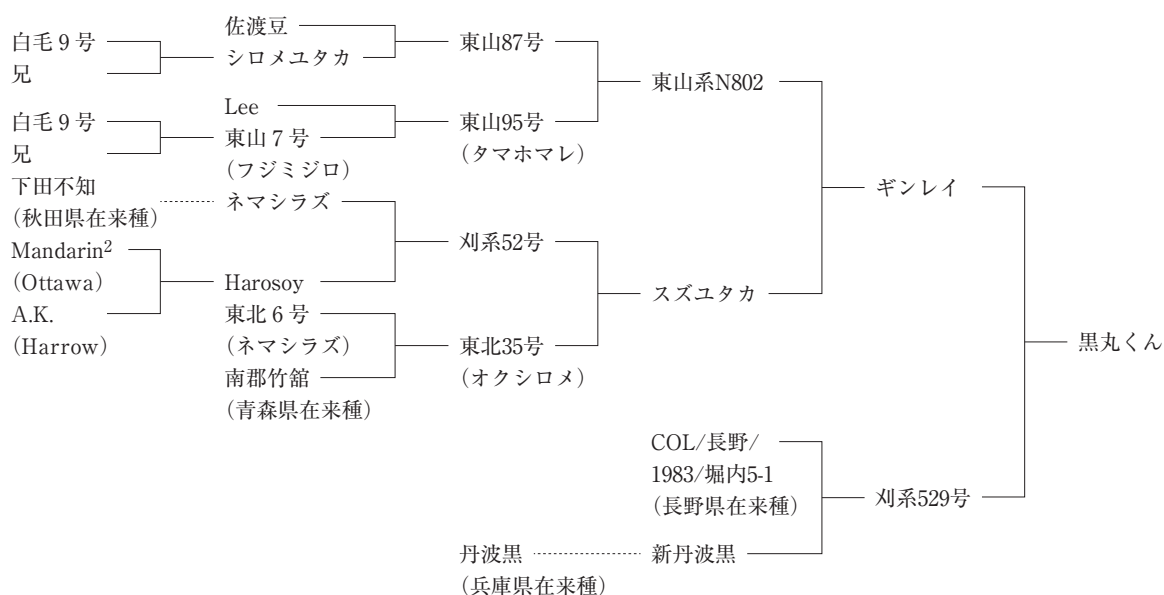 白毛9号
兄
白毛9号
兄
下田不知
(秋田県在来種)
Mandarin²
(Ottawa)
A.K.
(Harrow)
佐渡豆
シロメユタカ
Lee
東山7号
(フジミジロ)
ネマシラズ
Harosoy
東北6号
(ネマシラズ)
南郡竹舘
(青森県在来種)
東山87号
東山95号
(タマホマレ)
刈系52号
東北35号
(オクシロメ)
丹波黒
(兵庫県在来種)
東山系N802
スズユタカ
COL/長野/
1983/堀内5-1
(長野県在来種)
新丹波黒
ギンレイ
刈系529号
黒丸くん